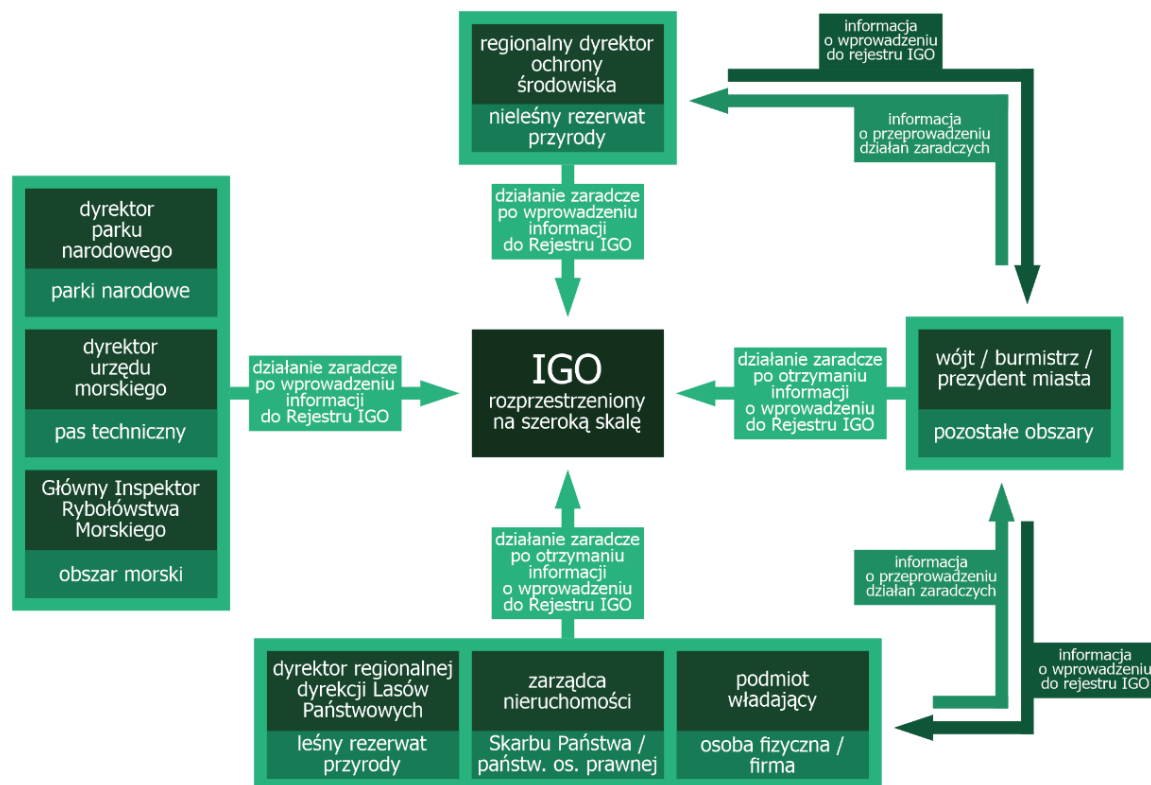 regionalny dyrektor
ochrony
środowiska
nieleśny rezerwat
przyrody
informacja
o wprowadzeniu
do rejestru IGO
informacja
o przeprowadzeniu
działań zaradczych
działanie zaradcze
po wprowadzeniu
informacji
do Rejestru IGO
dyrektor
parku
narodowego
parki narodowe
dyrektor
urzędu
morskiego
pas techniczny
Główny Inspektor
Rybołówstwa
Morskiego
obszar morski
działanie zaradcze
po wprowadzeniu
informacji
do Rejestru IGO
IGO
rozprzestrzeniony
na szeroką skalę
działanie zaradcze
po otrzymaniu
informacji
o wprowadzeniu
do Rejestru IGO
wójt / burmistrz /
prezydent miasta
pozostałe obszary
działanie zaradcze
po otrzymaniu
informacji
o wprowadzeniu
do Rejestru IGO
informacja
o przeprowadzeniu
działań zaradczych
informacja
o wprowadzeniu
do rejestru IGO
dyrektor regionalnej
dyrekcji Lasów
Państwowych
leśny rezerwat
przyrody
zarządca
nieruchomości
Skarbu Państwa /
państw. os. prawnej
podmiot
władający
osoba fizyczna /
firma